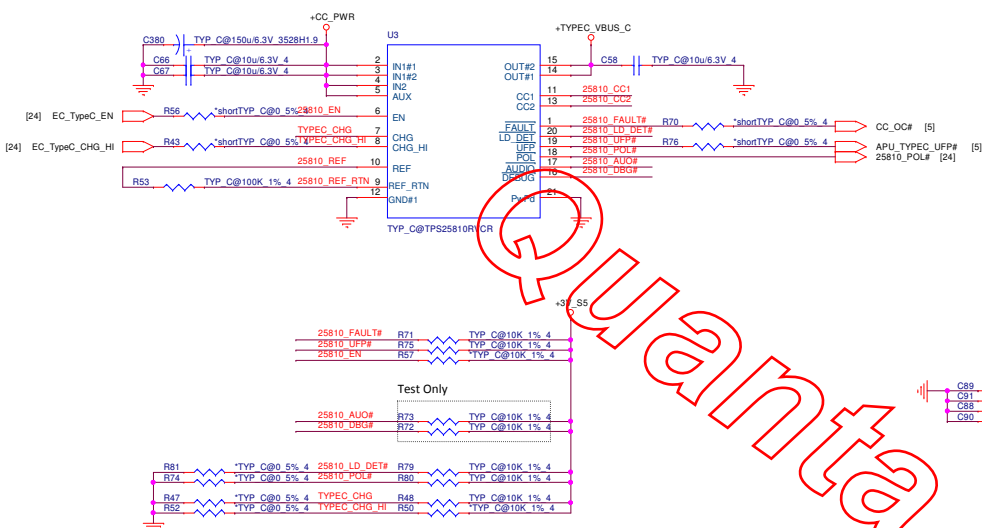 +CC_PWR
+TYPEC_VBUS_C
C380 TYP_C@150u/6.3V_3528H1.9
U3
C66 TYP_C@10u/6.3V_4
C67 TYP_C@10u/6.3V_4
2 IN1#1
3 IN1#2
4 IN2
5 AUX
OUT#2 15
OUT#1 14
C58 TYP_C@10u/6.3V_4
CC1 11 25810_CC1
CC2 13 25810_CC2
[24] EC_TypeC_EN R56 *shortTYP_C@0_5%_4 25810_EN 6 EN
FAULT 1 25810_FAULT# R70 *shortTYP_C@0_5%_4 CC_OC# [5]
TYPEC_CHG 7 CHG
LD_DET 20 25810_LD_DET#
[24] EC_TypeC_CHG_HI R43 *shortTYP_C@0_5%_4 8 CHG_HI
UFP 19 25810_UFP# R76 *shortTYP_C@0_5%_4 APU_TYPEC_UFP# [5]
POL 18 25810_POL# 25810_POL# [24]
25810_REF 10 REF
AUDIO 17 25810_AUO#
DEBUG 16 25810_DBG#
R53 TYP_C@100K_1%_4 25810_REF_RTN 9 REF_RTN
12 GND#1
PwPd 21
TYP_C@TPS25810RVCR
Quanta
+3V_S5
25810_FAULT# R71 TYP_C@10K_1%_4
25810_UFP# R75 TYP_C@10K_1%_4
25810_EN R57 *TYP_C@10K_1%_4
Test Only
25810_AUO# R73 TYP_C@10K_1%_4
25810_DBG# R72 TYP_C@10K_1%_4
R81 *TYP_C@0_5%_4 25810_LD_DET# R79 TYP_C@10K_1%_4
R74 *TYP_C@0_5%_4 25810_POL# R80 TYP_C@10K_1%_4
R47 *TYP_C@0_5%_4 TYPEC_CHG R48 TYP_C@10K_1%_4
R52 *TYP_C@0_5%_4 TYPEC_CHG_HI R50 TYP_C@10K_1%_4
C89
C91
C88
C90